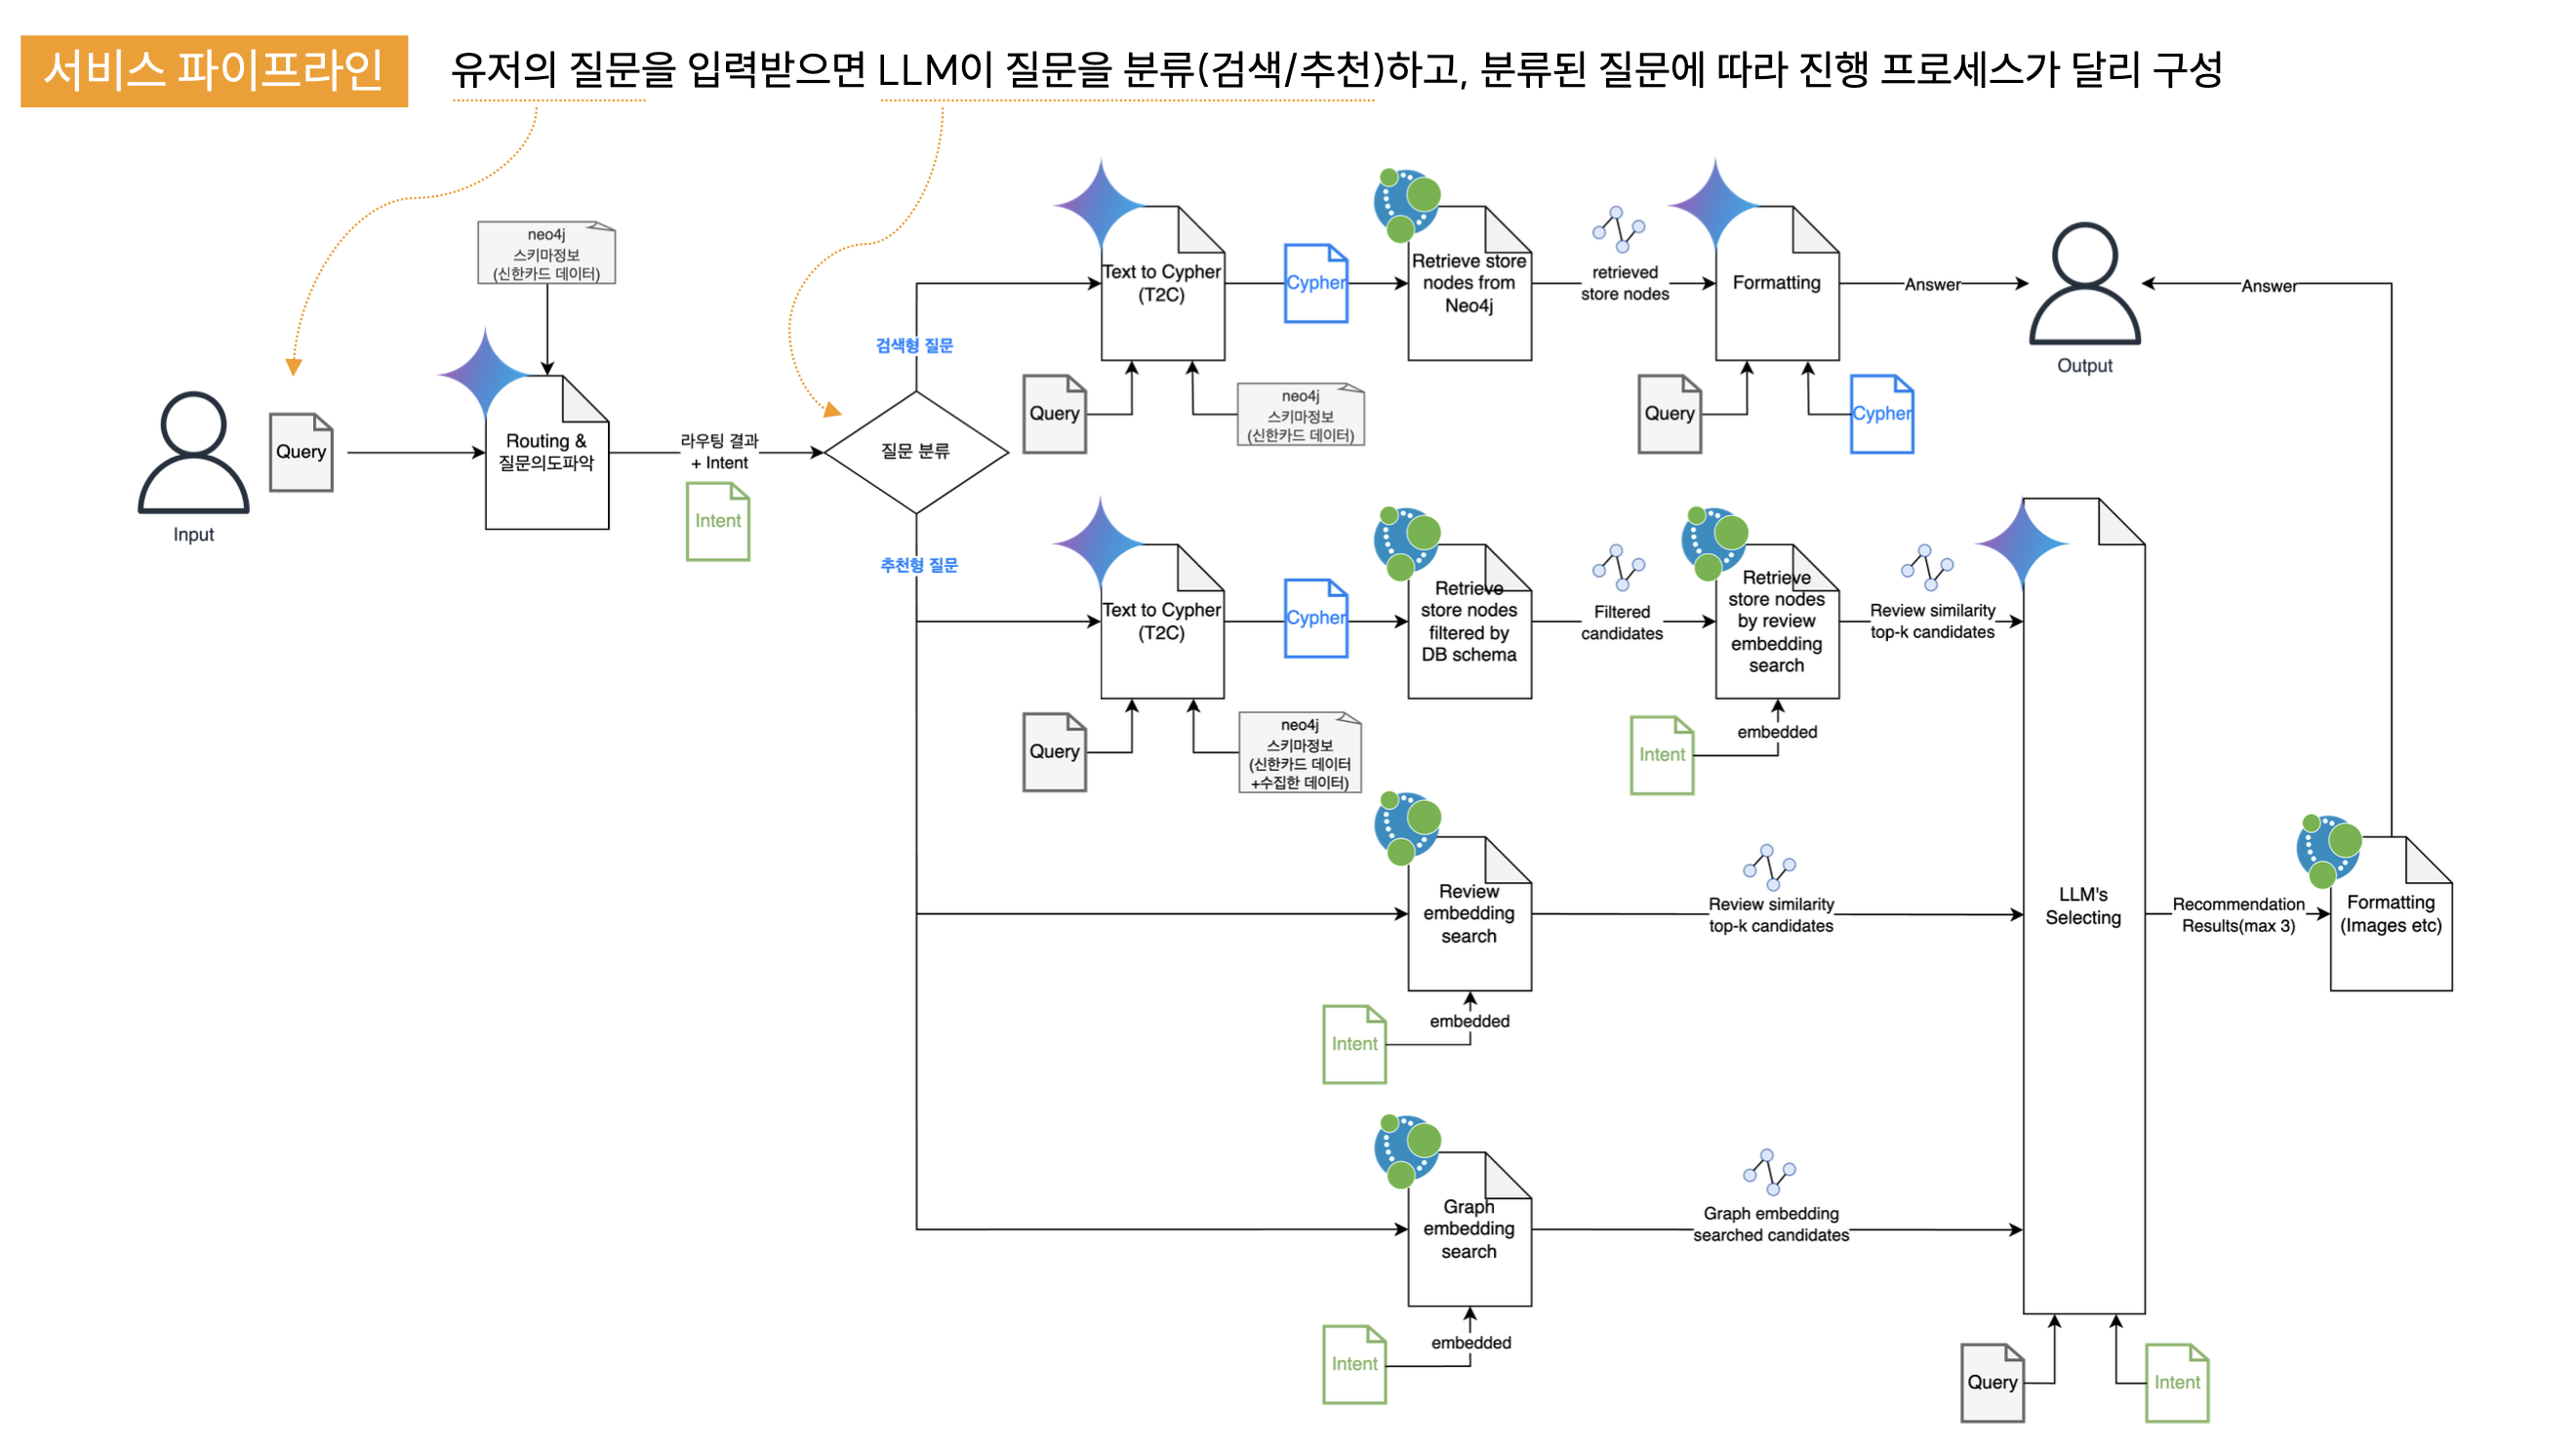 서비스 파이프라인
유저의 질문을 입력받으면 LLM이 질문을 분류(검색/추천)하고, 분류된 질문에 따라 진행 프로세스가 달리 구성
Input
Query
neo4j
스키마정보
(신한카드 데이터)
Routing &
질문의도파악
라우팅 결과
+ Intent
Intent
질문 분류
검색형 질문
Text to Cypher
(T2C)
Query
neo4j
스키마정보
(신한카드 데이터)
Cypher
Retrieve store
nodes from
Neo4j
retrieved
store nodes
Formatting
Query
Cypher
Answer
Output
Answer
추천형 질문
Text to Cypher
(T2C)
Query
neo4j
스키마정보
(신한카드 데이터
+수집한 데이터)
Cypher
Retrieve
store nodes
filtered by
DB schema
Filtered
candidates
Retrieve
store nodes
by review
embedding
search
Intent
embedded
Review similarity
top-k candidates
Review
embedding
search
Intent
embedded
Review similarity
top-k candidates
Graph
embedding
search
Intent
embedded
Graph embedding
searched candidates
LLM's
Selecting
Query
Intent
Recommendation
Results(max 3)
Formatting
(Images etc)